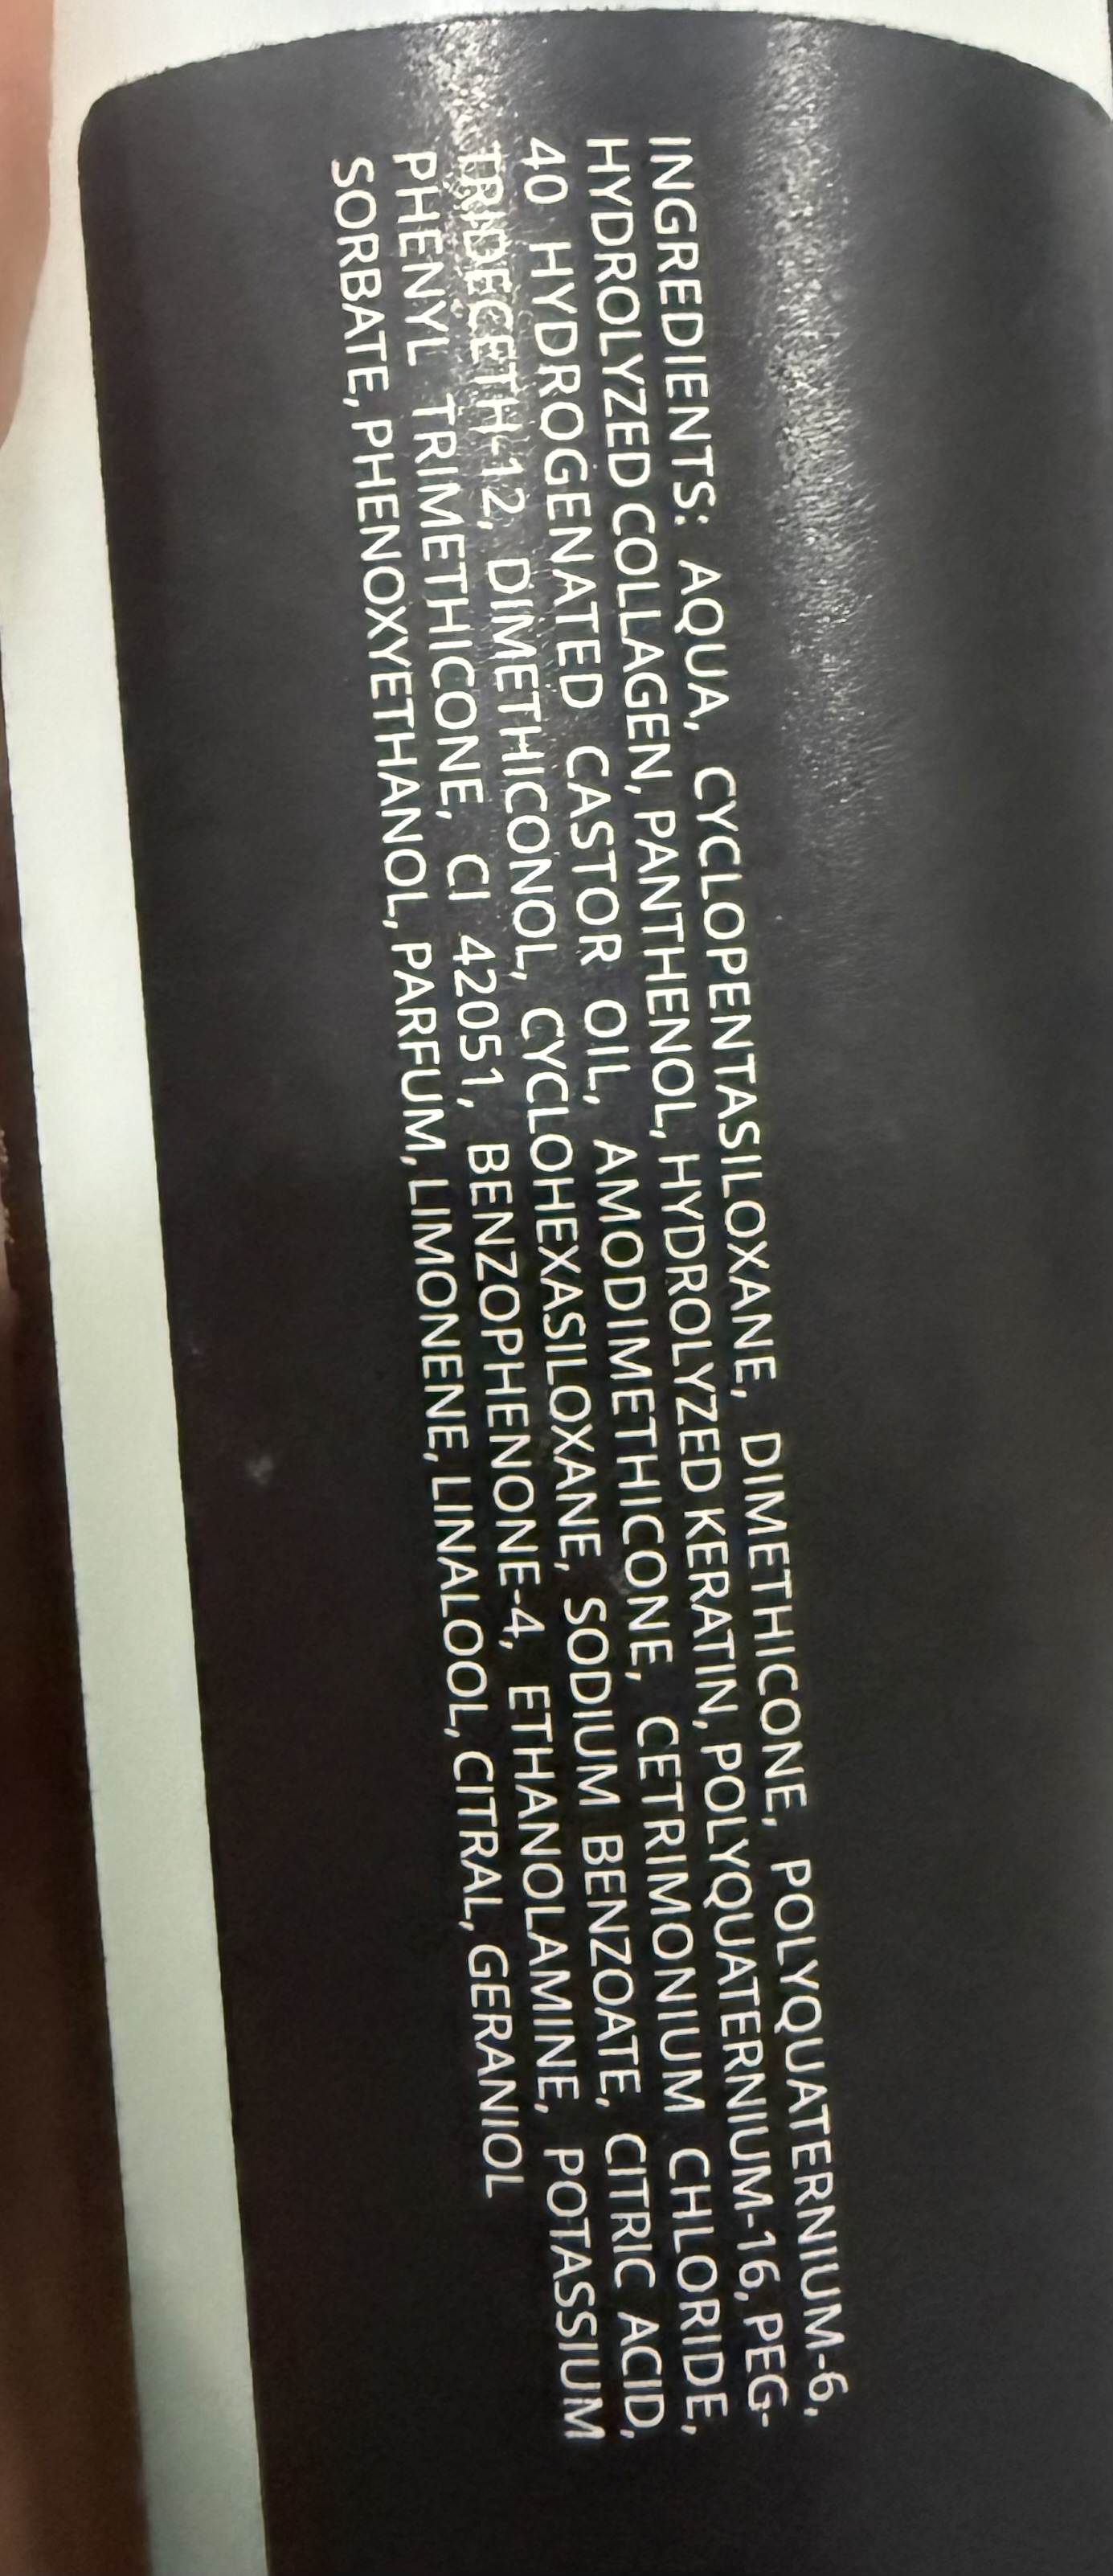 INGREDIENTS: AQUA, CYCLOPENTASILOXANE, DIMETHICONE, POLYQUATERNIUM-6,
HYDROLYZED COLLAGEN, PANTHENOL, HYDROLYZED KERATIN, POLYQUATERNIUM-16, PEG-
40 HYDROGENATED CASTOR OIL, AMODIMETHICONE, CETRIMONIUM CHLORIDE,
TRIDECETH-12, DIMETHICONOL, CYCLOHEXASILOXANE, SODIUM BENZOATE, CITRIC ACID,
PHENYL TRIMETHICONE, CI 42051, BENZOPHENONE-4, ETHANOLAMINE, POTASSIUM
SORBATE, PHENOXYETHANOL, PARFUM, LIMONENE, LINALOOL, CITRAL, GERANIOL